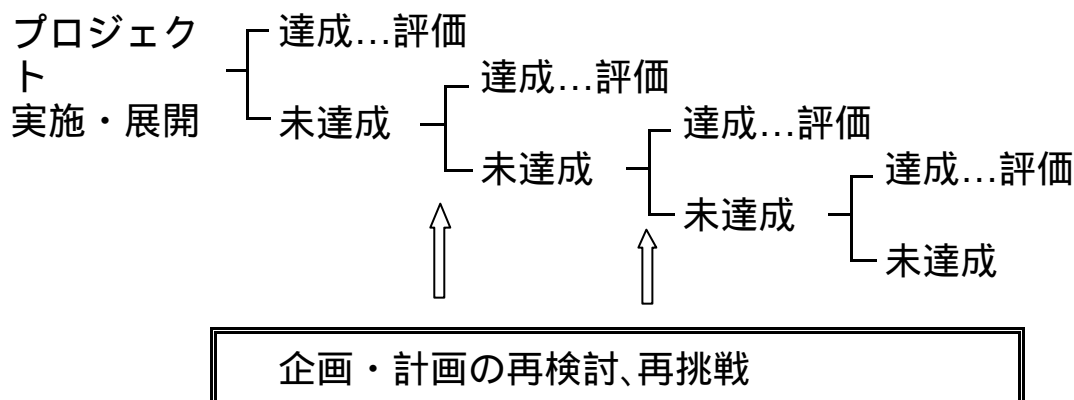 プロジェク
ト
実施・展開
達成…評価
未達成
達成…評価
未達成
達成…評価
未達成
達成…評価
未達成
企画・計画の再検討、再挑戦